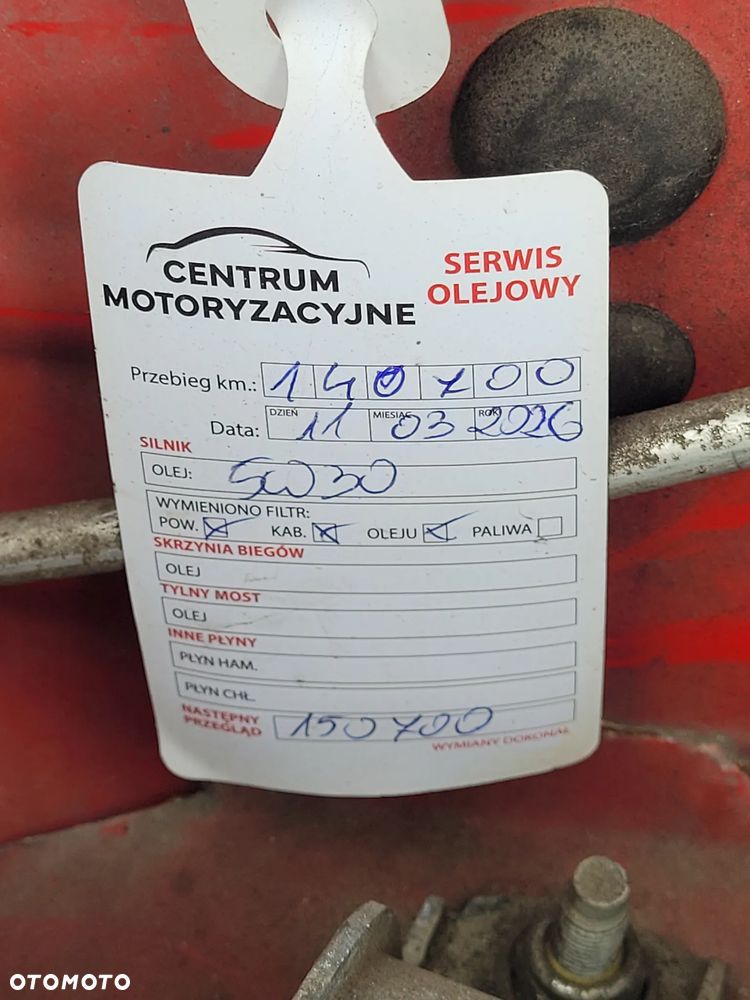 CENTRUM
MOTORYZACYJNE
SERWIS
OLEJOWY
Przebieg km.: 140700
Data: DZIEŃ 11 MIESIĄC 03 ROK 2026
SILNIK
OLEJ: 5W30
WYMIENIONO FILTR:
POW. KAB. OLEJU PALIWA
SKRZYNIA BIEGÓW
OLEJ
TYLNY MOST
OLEJ
INNE PŁYNY
PŁYN HAM.
PŁYN CHŁ.
NASTĘPNY
PRZEGLĄD 150700
WYMIANY DOKONAŁ
OTOMOTO